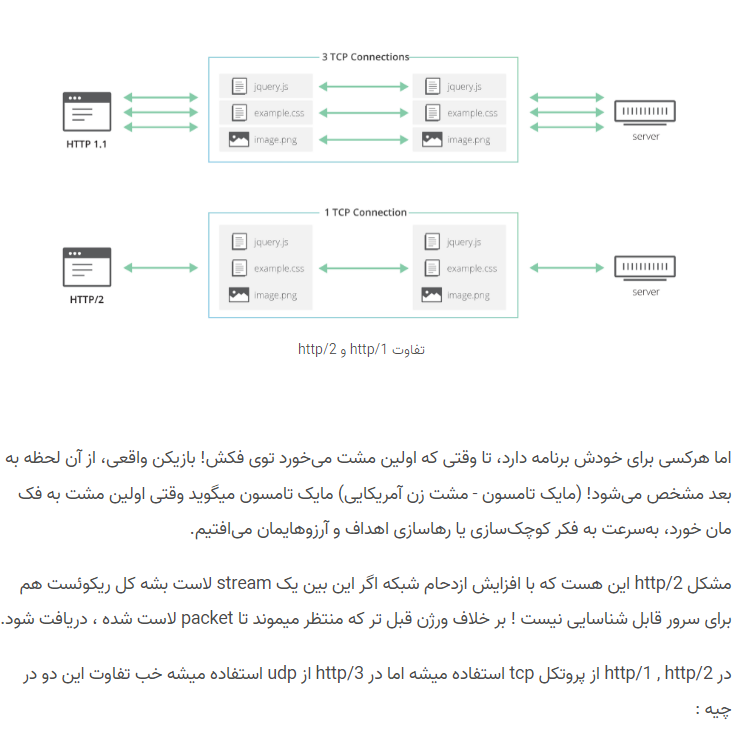 3 TCP Connections
jquery.js jquery.js
example.css example.css
image.png image.png
HTTP 1.1
server
1 TCP Connection
jquery.js jquery.js
example.css example.css
image.png image.png
HTTP/2
server
تفاوت http/1 و http/2
اما هرکسی برای خودش برنامه دارد، تا وقتی که اولین مشت می‌خورد توی فکش! بازیکن واقعی، از آن لحظه به
بعد مشخص می‌شود! (مایک تامسون - مشت زن آمریکایی) مایک تامسون میگوید وقتی اولین مشت به فک
مان خورد، به‌سرعت به فکر کوچک‌سازی یا رهاسازی اهداف و آرزوهایمان می‌افتیم.
مشکل http/2 این هست که با افزایش ازدحام شبکه اگر این بین یک stream لاست بشه کل ریکوئست هم
برای سرور قابل شناسایی نیست ! بر خلاف ورژن قبل تر که منتظر میموند تا packet لاست شده ، دریافت شود.
در http/1 , http/2 از پروتکل tcp استفاده میشه اما در http/3 از udp استفاده میشه خب تفاوت این دو در
چیه :